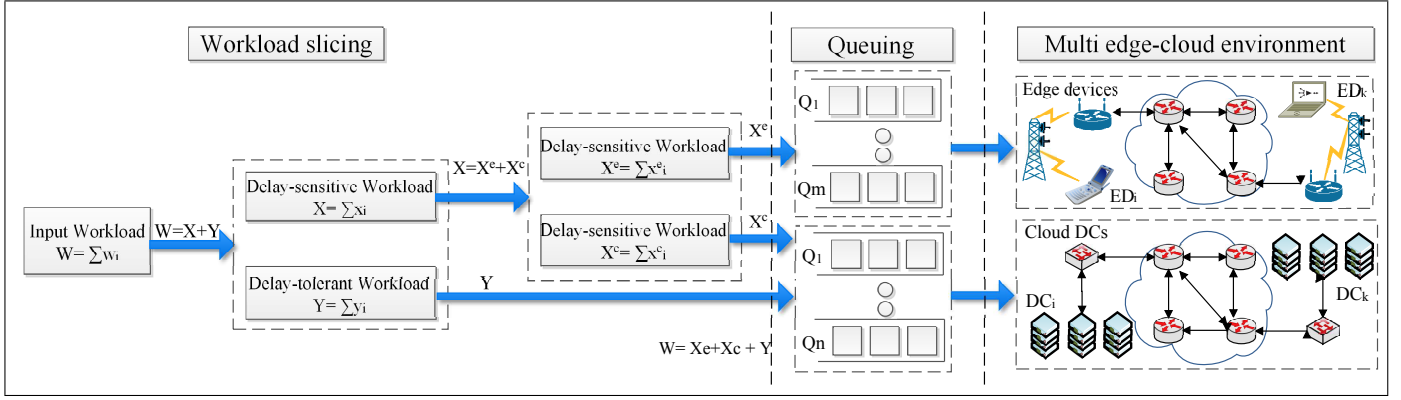 Workload slicing
Queuing
Multi edge-cloud environment
Input Workload
W= ∑wᵢ
W=X+Y
Delay-sensitive Workload
X= ∑xᵢ
Delay-tolerant Workload
Y= ∑yᵢ
X=Xᵉ+Xᶜ
Y
Delay-sensitive Workload
Xᵉ= ∑xᵉᵢ
Delay-sensitive Workload
Xᶜ= ∑xᶜᵢ
Xᵉ
Xᶜ
W= Xe+Xc + Y
Q1
Qm
Q1
Qn
Edge devices
EDk
EDi
Cloud DCs
DCi
DCk